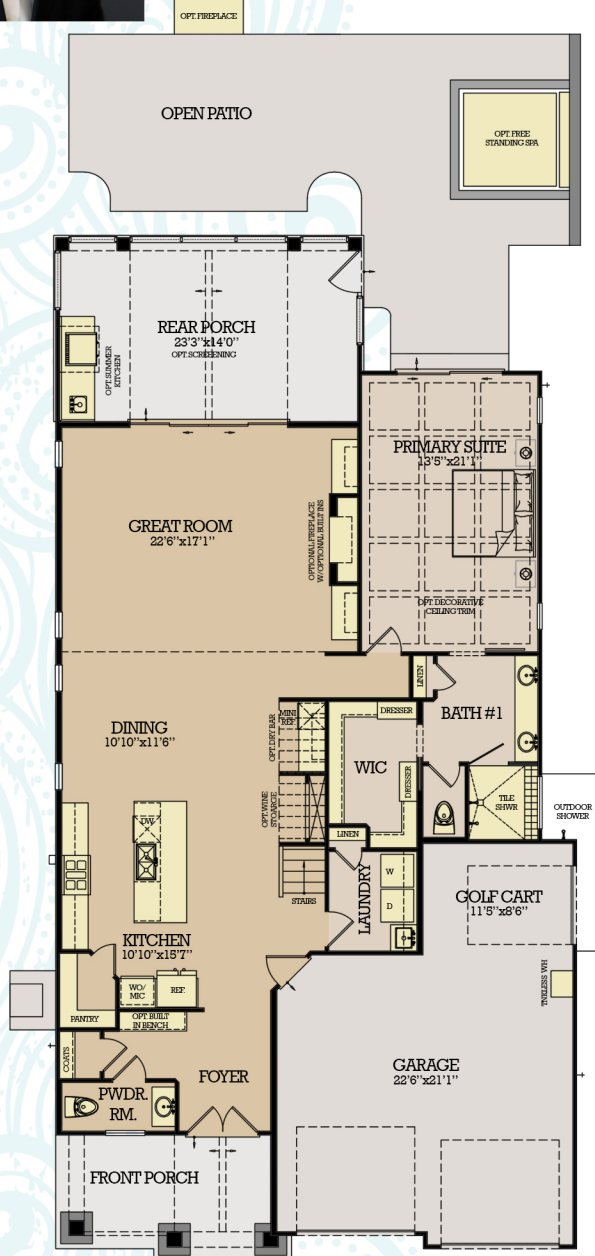 OPT. FIREPLACE
OPEN PATIO
OPT. FREE
STANDING SPA
REAR PORCH
23'3"x14'0"
OPT. SCREENING
OPT. SUMMER
KITCHEN
PRIMARY SUITE
13'5"x21'1"
GREAT ROOM
22'6"x17'1"
OPTIONAL FIREPLACE
W/OPTIONAL BUILT INS
OPT. DECORATIVE
CEILING TRIM
LINEN
MINI
REF.
DRESSER
BATH #1
DINING
10'10"x11'6"
OPT. DRY BAR
WIC
DRESSER
OPT. WINE
STOARGE
TILE
SHWR
OUTDOOR
SHOWER
DW
LINEN
STAIRS
LAUNDRY
W
D
GOLF CART
11'5"x8'6"
KITCHEN
10'10"x15'7"
WO/
MIC
REF.
TNELESS WH
PANTRY
OPT. BUILT
IN BENCH
COATS
FOYER
GARAGE
22'6"x21'1"
PWDR.
RM.
FRONT PORCH